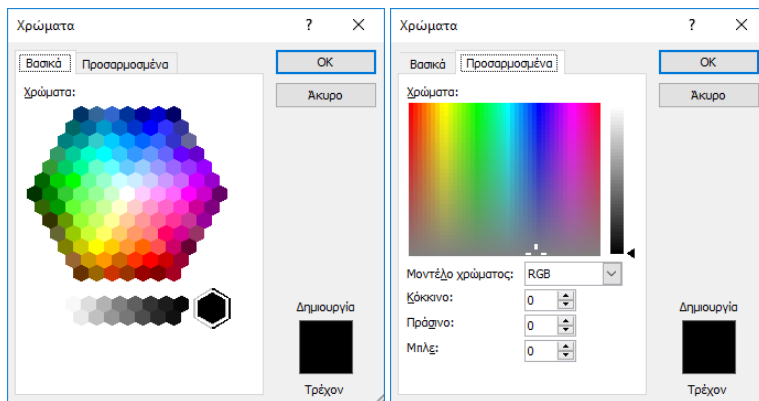 Χρώματα
? ×
Βασικά Προσαρμοσμένα
OK
Χρώματα:
Άκυρο
Δημιουργία
Τρέχον
Χρώματα
? ×
Βασικά Προσαρμοσμένα
OK
Χρώματα:
Άκυρο
Μοντέλο χρώματος: RGB
Κόκκινο: 0
Πράσινο: 0
Μπλε: 0
Δημιουργία
Τρέχον